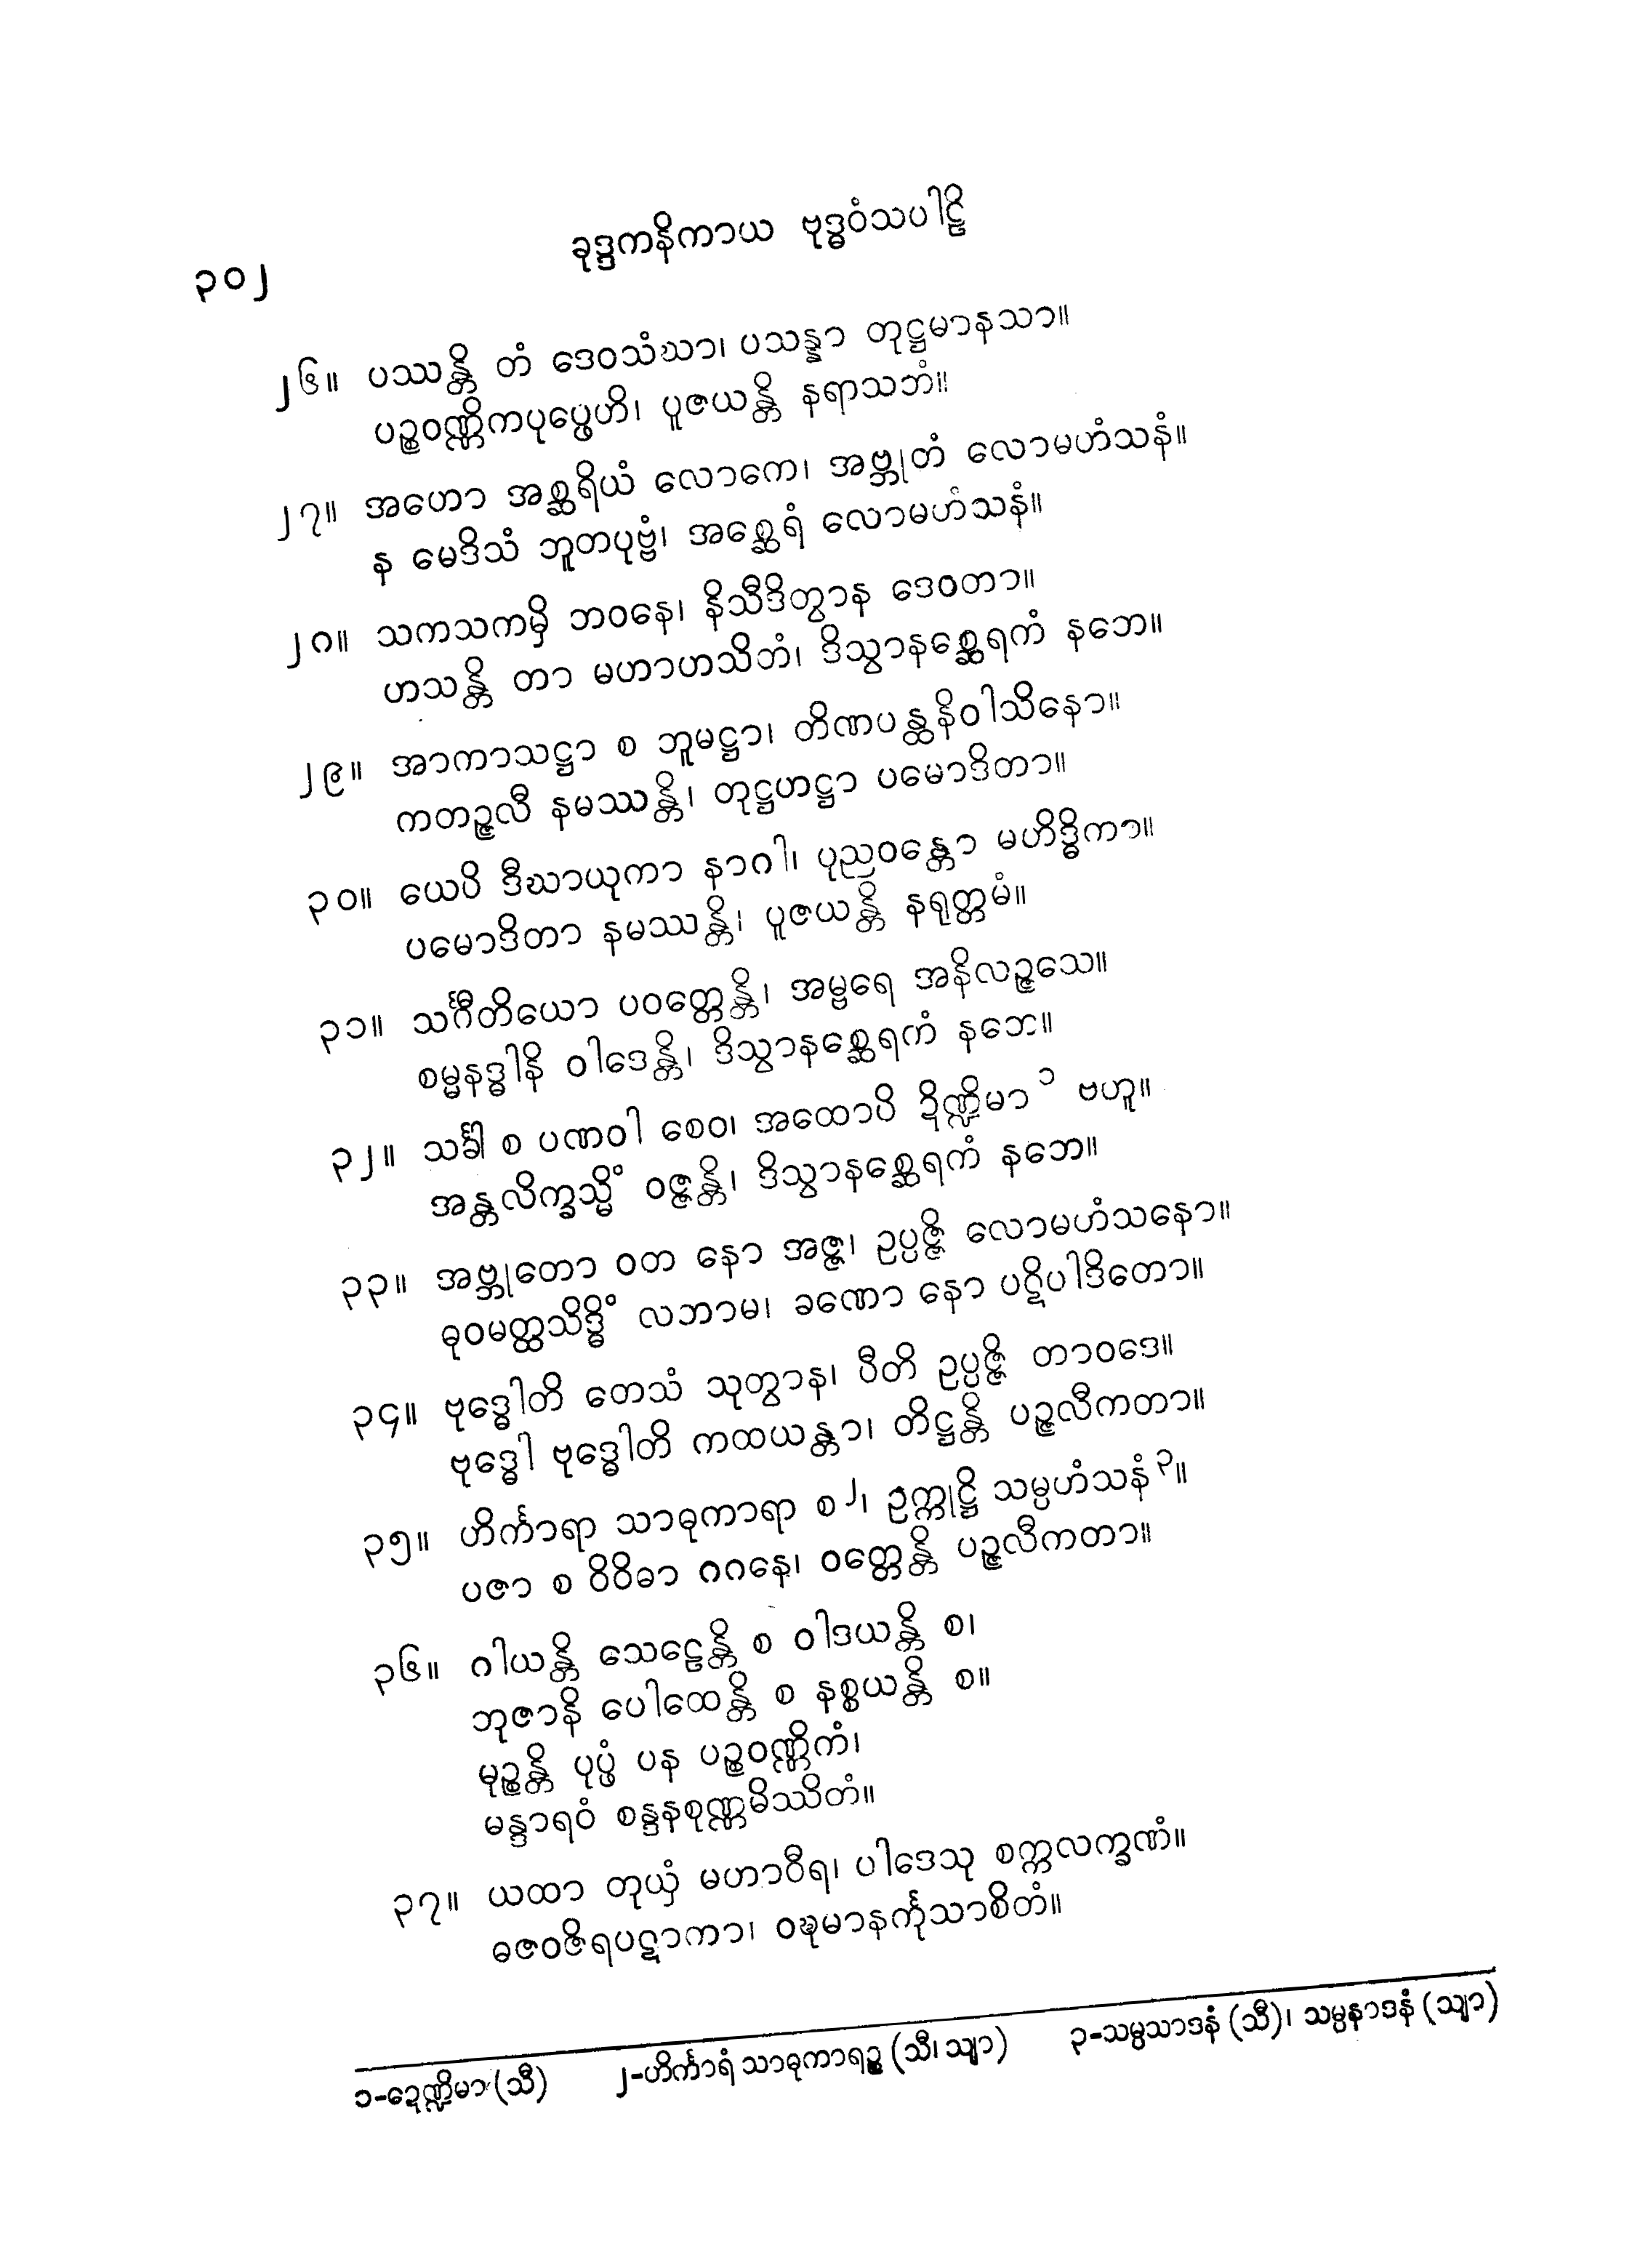 ၃၀၂
ခုဒ္ဒကနိကာယ ဗုဒ္ဓဝံသပါဠိ
၂၆။ ပဿန္တိ တံ ဒေဝသံဃာ၊ ပသန္နာ တုဋ္ဌမာနသာ။
ပဉ္စဝဏ္ဏိကပုပ္ဖေဟိ၊ ပူဇယန္တိ နရာသဘံ။
၂၇။ အဟော အစ္ဆရိယံ လောကေ၊ အဗ္ဘုတံ လောမဟံသနံ။
န မေဒိသံ ဘူတပုဗ္ဗံ၊ အစ္ဆေရံ လောမဟံသနံ။
၂၈။ သကသကမှိ ဘဝနေ၊ နိသီဒိတွာန ဒေဝတာ။
ဟသန္တိ တာ မဟာဟသိတံ၊ ဒိသွာနစ္ဆေရကံ နဘေ။
၂၉။ အာကာသဋ္ဌာ စ ဘူမဋ္ဌာ၊ တိဏပန္ထနိဝါသိနော။
ကတဉ္ဇလီ နမဿန္တိ၊ တုဋ္ဌဟဋ္ဌာ ပမောဒိတာ။
၃၀။ ယေပိ ဒီဃာယုကာ နာဂါ၊ ပုညဝန္တော မဟိဒ္ဓိကာ။
ပမောဒိတာ နမဿန္တိ၊ ပူဇယန္တိ နရုတ္တမံ။
၃၁။ သင်္ဂီတိယော ပဝတ္တေန္တိ၊ အမ္ဗရေ အနိလဉ္ဇသေ။
စမ္မနဒ္ဓါနိ ဝါဒေန္တိ၊ ဒိသွာနစ္ဆေရကံ နဘေ။
၃၂။ သင်္ခါ စ ပဏဝါ စေဝ၊ အထောပိ ဍိဏ္ဍိမာ ၁ ဗဟူ။
အန္တလိက္ခသ္မိံ ဝဇ္ဇန္တိ၊ ဒိသွာနစ္ဆေရကံ နဘေ။
၃၃။ အဗ္ဘုတော ဝတ နော အဇ္ဇ၊ ဥပ္ပဇ္ဇိ လောမဟံသနော။
ဓုဝမတ္ထသိဒ္ဓိံ လဘာမ၊ ခဏော နော ပဋိပါဒိတော။
၃၄။ ဗုဒ္ဓေါတိ တေသံ သုတွာန၊ ပီတိ ဥပ္ပဇ္ဇိ တာဝဒေ။
ဗုဒ္ဓေါ ဗုဒ္ဓေါတိ ကထယန္တာ၊ တိဋ္ဌန္တိ ပဉ္ဇလီကတာ။
၃၅။ ဟိင်္ကာရာ သာဓုကာရာ စ ၂၊ ဥက္ကုဋ္ဌိ သမ္ပဟံသနံ ၃။
ပဇာ စ ဝိဝိဓာ ဂဂနေ၊ ဝတ္တေန္တိ ပဉ္ဇလီကတာ။
၃၆။ ဂါယန္တိ သေဠေန္တိ စ ဝါဒယန္တိ စ၊
ဘုဇာနိ ပေါထေန္တိ စ နစ္စယန္တိ စ။
မုဉ္စန္တိ ပုပ္ဖံ ပန ပဉ္စဝဏ္ဏိကံ၊
မန္ဒာရဝံ စန္ဒနစုဏ္ဏမိဿိတံ။
၃၇။ ယထာ တုယှံ မဟာဝီရ၊ ပါဒေသု စက္ကလက္ခဏံ။
ဓဇဝဇိရပဋာကာ၊ ဝဍ္ဎမာနင်္ကုသာစိတံ။
၁-ဒေဏ္ဍိမာ (သီ) ၂-ဟိင်္ကာရံ သာဓုကာရဉ္စ (သီ၊ သျာ) ၃-သမ္ပသာဒနံ (သီ)၊ သမ္ပနာဒနံ (သျာ)